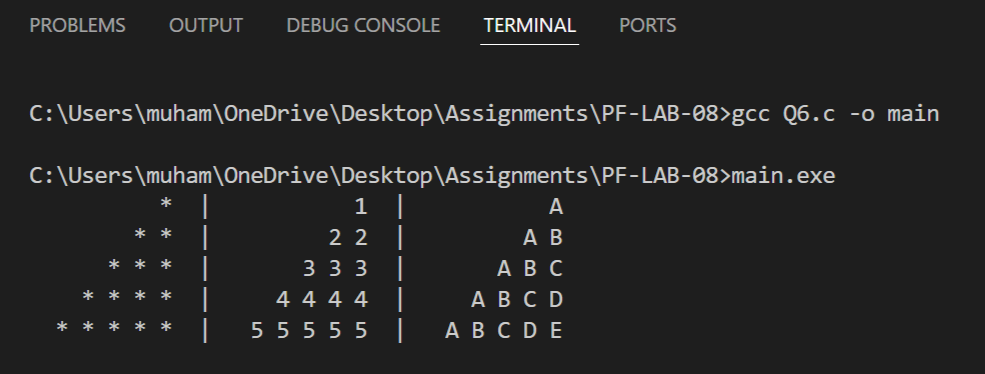 PROBLEMS OUTPUT DEBUG CONSOLE TERMINAL PORTS
C:\Users\muham\OneDrive\Desktop\Assignments\PF-LAB-08>gcc Q6.c -o main
C:\Users\muham\OneDrive\Desktop\Assignments\PF-LAB-08>main.exe
          *  |           1  |           A
        * *  |         2 2  |         A B
      * * *  |       3 3 3  |       A B C
    * * * *  |     4 4 4 4  |     A B C D
  * * * * *  |   5 5 5 5 5  |   A B C D E